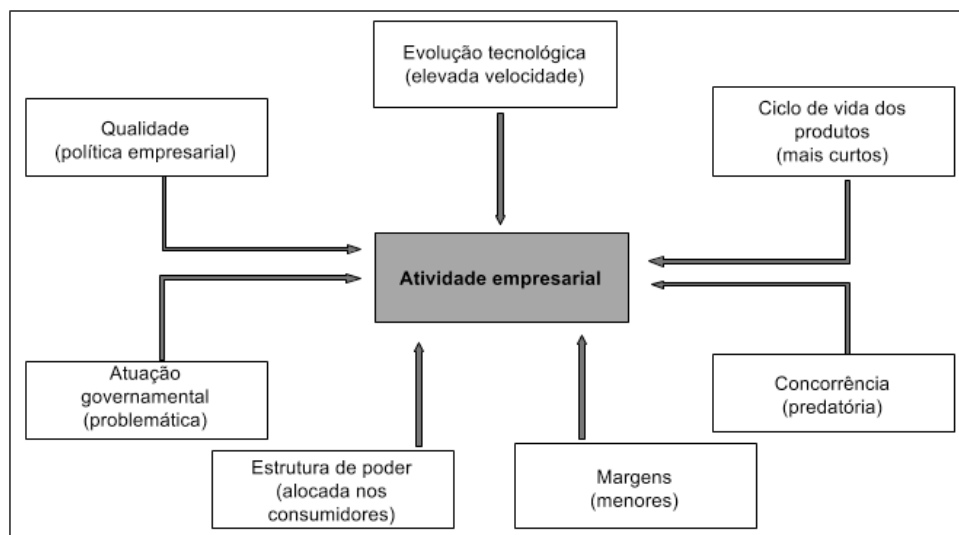 Evolução tecnológica
(elevada velocidade)
Qualidade
(política empresarial)
Ciclo de vida dos
produtos
(mais curtos)
Atividade empresarial
Atuação
governamental
(problemática)
Concorrência
(predatória)
Estrutura de poder
(alocada nos
consumidores)
Margens
(menores)